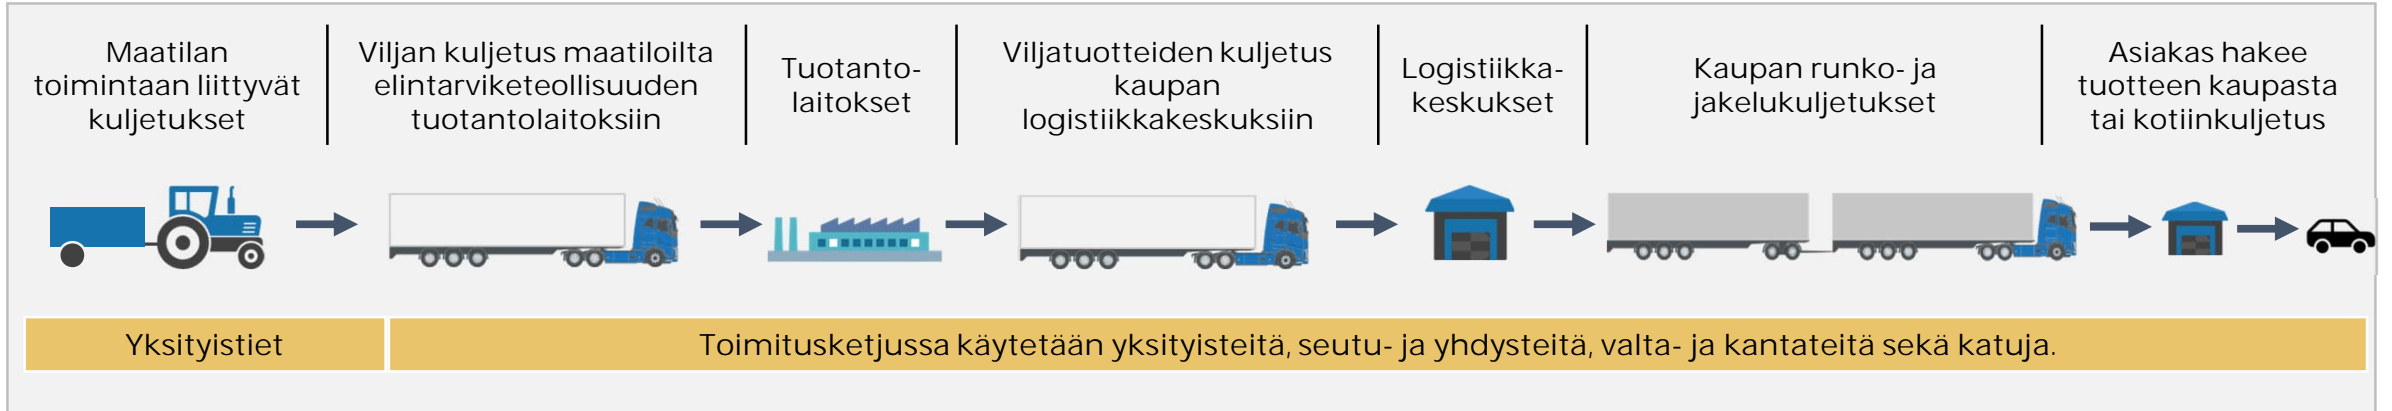 Maatilan
toimintaan liittyvät
kuljetukset
Viljan kuljetus maatiloilta
elintarviketeollisuuden
tuotantolaitoksiin
Tuotanto-
laitokset
Viljatuotteiden kuljetus
kaupan
logistiikkakeskuksiin
Logistiikka-
keskukset
Kaupan runko- ja
jakelukuljetukset
Asiakas hakee
tuotteen kaupasta
tai kotiinkuljetus
Yksityistiet
Toimitusketjussa käytetään yksityisteitä, seutu- ja yhdysteitä, valta- ja kantateitä sekä katuja.